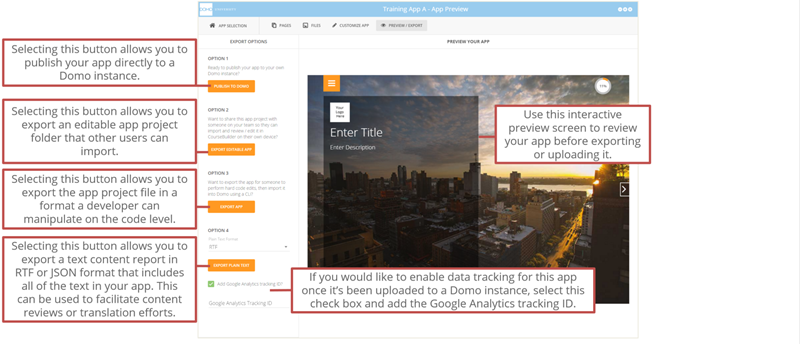 DOMO
Training App A - App Preview
APP SELECTION
PAGES
FILES
CUSTOMIZE APP
PREVIEW / EXPORT
EXPORT OPTIONS
PREVIEW YOUR APP
Selecting this button allows you to
publish your app directly to a
Domo instance.
OPTION 1
Ready to publish your app to your own
Domo instance?
PUBLISH TO DOMO
Selecting this button allows you to
export an editable app project
folder that other users can
import.
OPTION 2
Want to share this app project with
someone on your team so they can
import and review / edit it in
CourseBuilder on their own device?
EXPORT EDITABLE APP
Selecting this button allows you to
export the app project file in a
format a developer can
manipulate on the code level.
OPTION 3
Want to export the app for someone to
perform hard code edits, then import it
into Domo using a CLI?
EXPORT APP
Selecting this button allows you to
export a text content report in
RTF or JSON format that includes
all of the text in your app. This
can be used to facilitate content
reviews or translation efforts.
OPTION 4
Plain Text Format
RTF
EXPORT PLAIN TEXT
Add Google Analytics tracking ID?
Google Analytics Tracking ID
Your
Logo
Here
Enter Title
Enter Description
11%
Use this interactive
preview screen to review
your app before exporting
or uploading it.
If you would like to enable data tracking for this app
once it's been uploaded to a Domo instance, select this
check box and add the Google Analytics tracking ID.